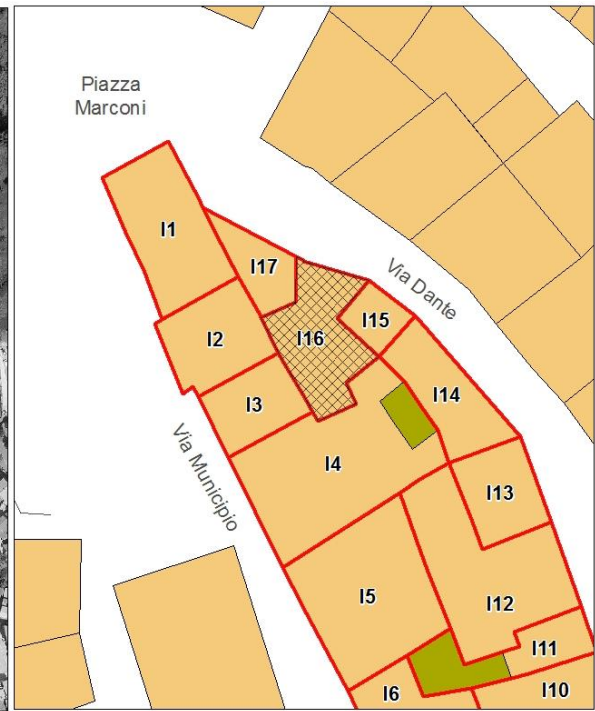 Piazza
Marconi
I1
I17
Via Dante
I2
I16
I15
I3
I14
Via Municipio
I4
I13
I5
I12
I11
I6
I10